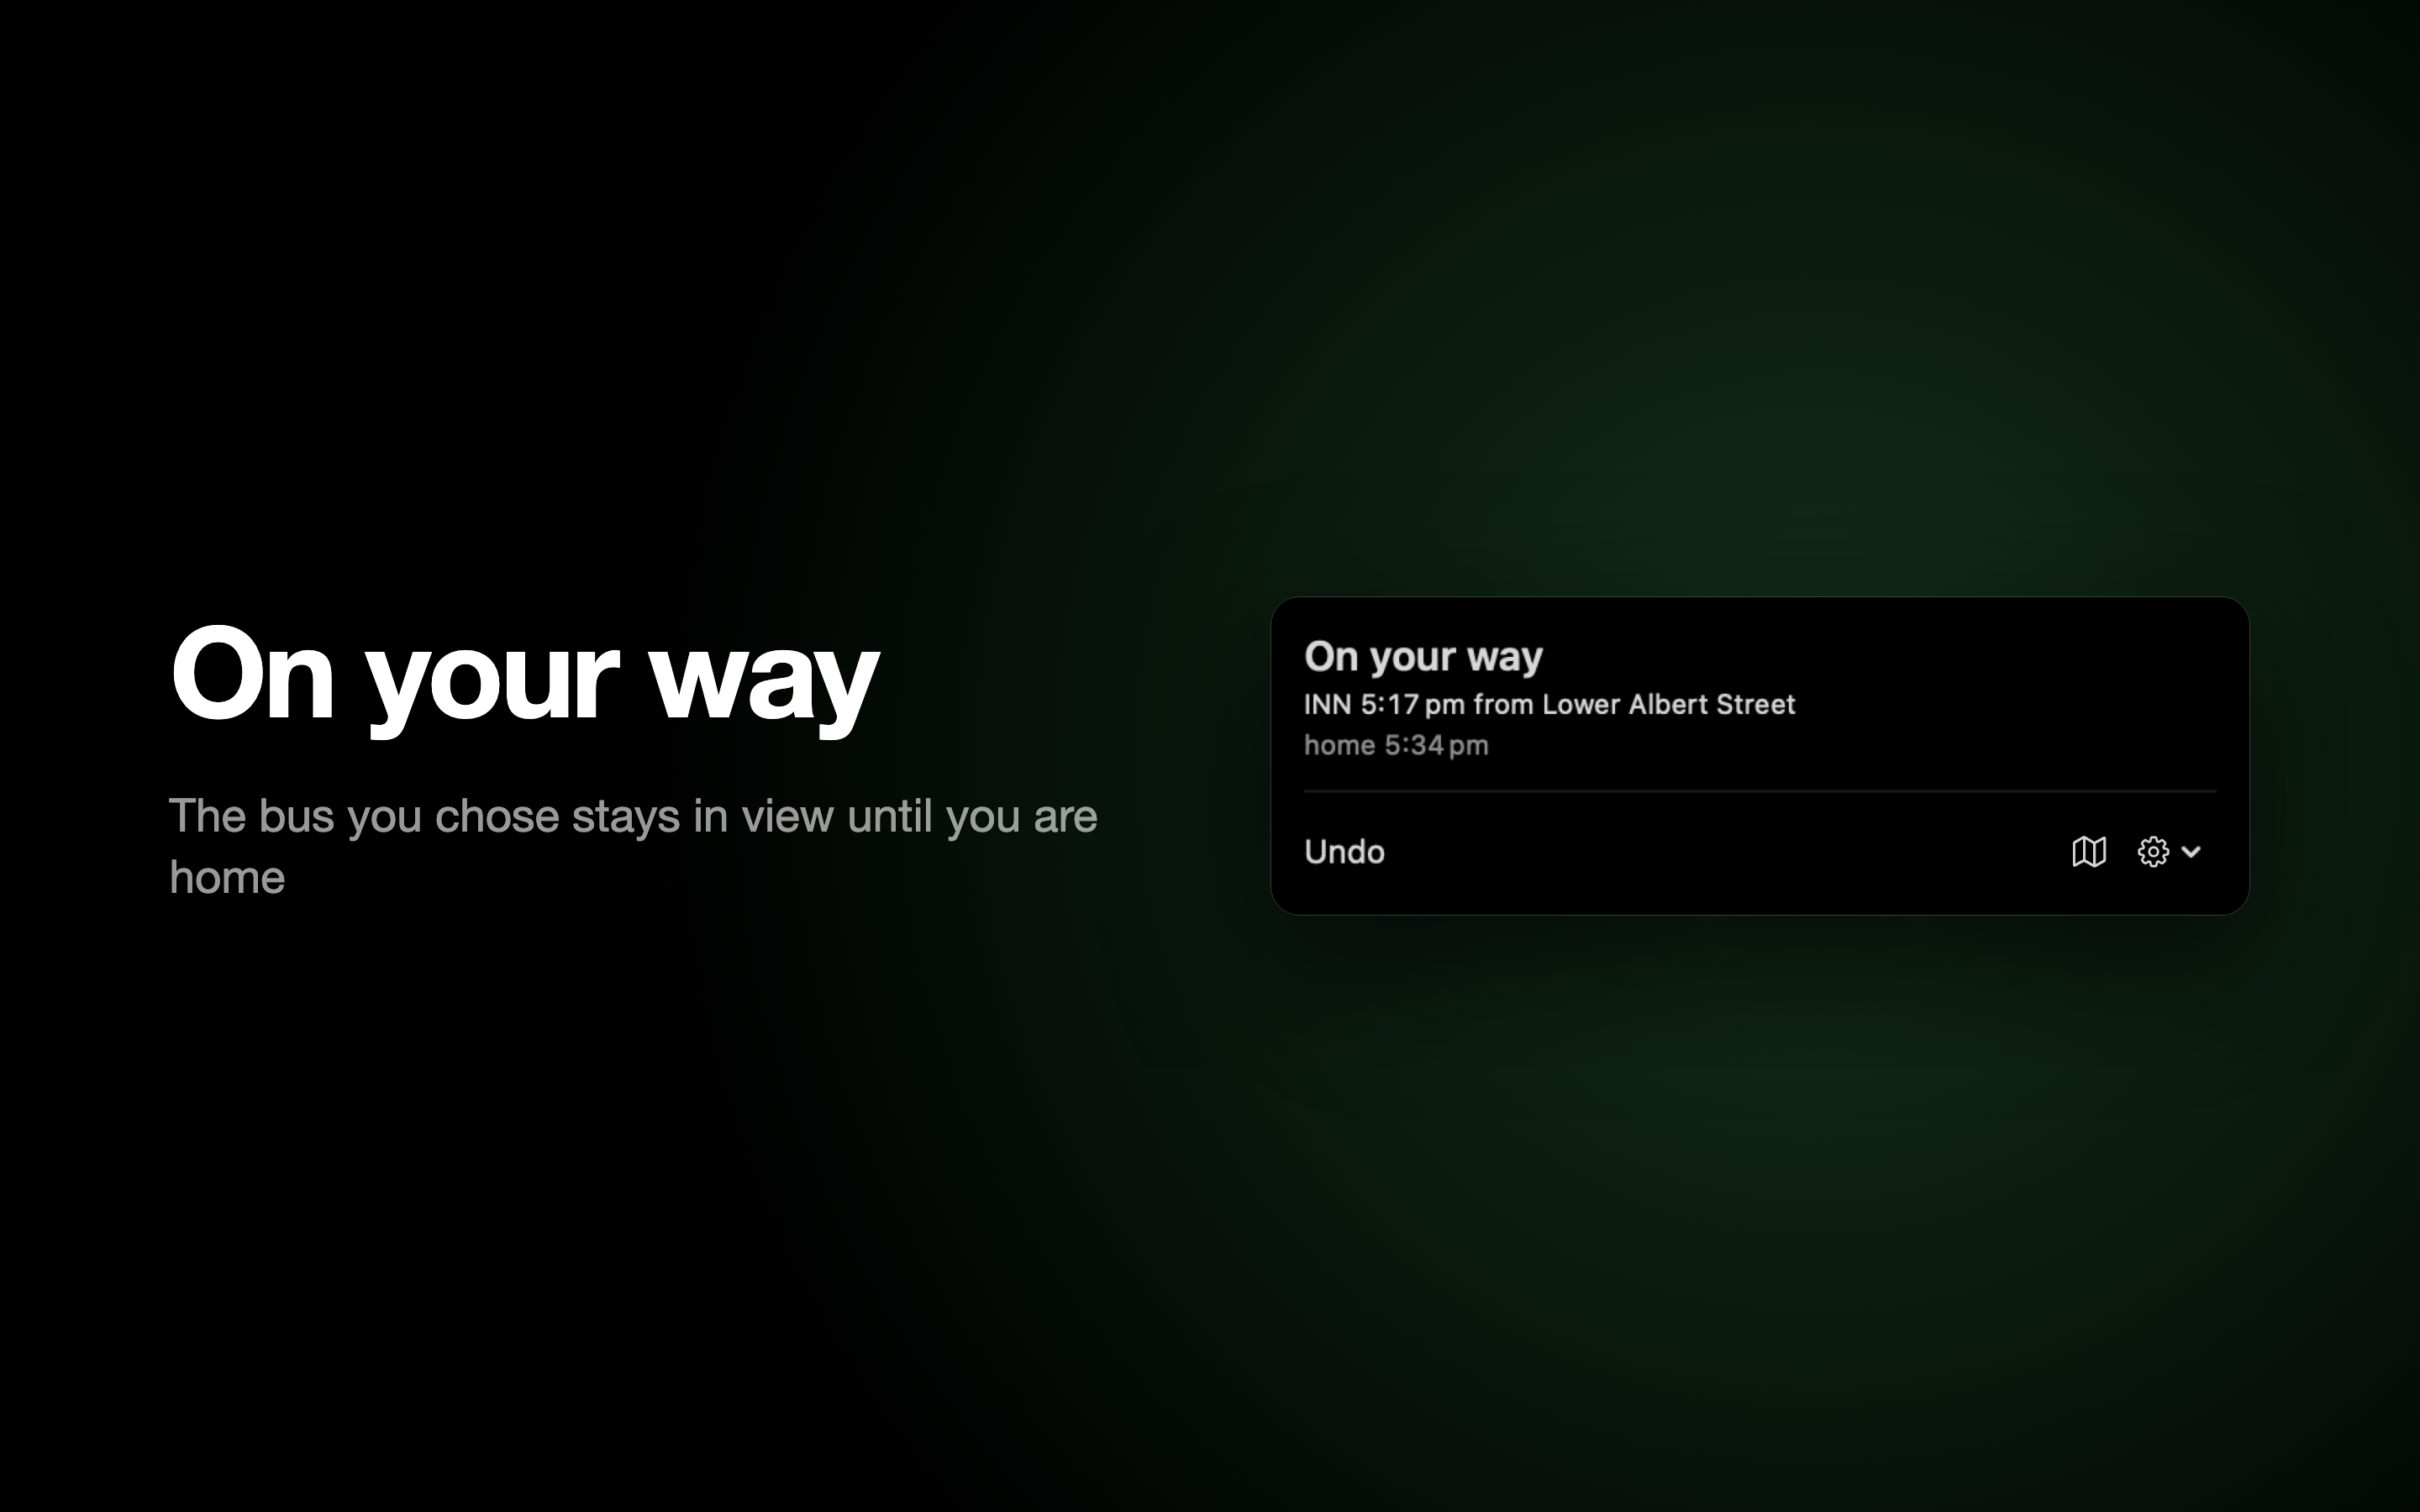 On your way
The bus you chose stays in view until you are
home
On your way
INN 5:17 pm from Lower Albert Street
home 5:34 pm
Undo